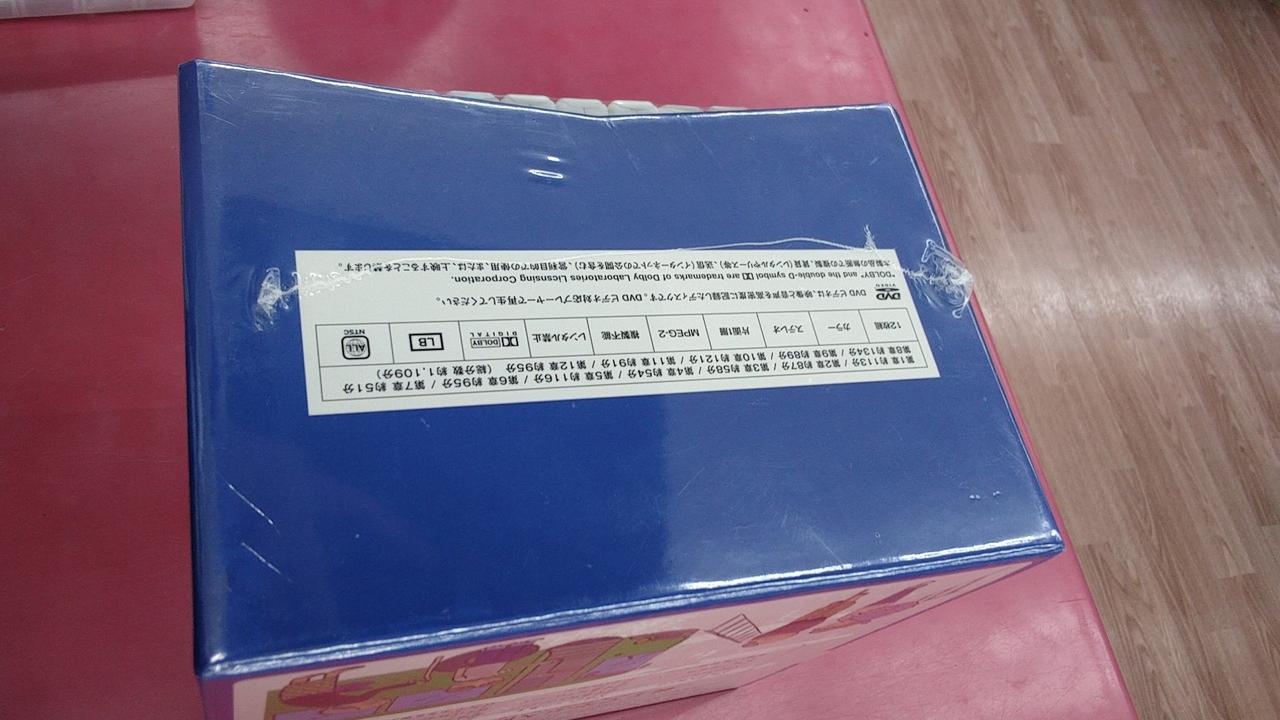 第1章 約113分 / 第2章 約87分 / 第3章 約58分 / 第4章 約54分 / 第5章 約116分 / 第6章 約95分 / 第7章 約51分
第8章 約134分 / 第9章 約89分 / 第10章 約121分 / 第11章 約91分 / 第12章 約95分 (総分数 約1,109分)
12枚組 カラー ステレオ 片面1層 MPEG-2 複製不能 レンタル禁止 DOLBY DIGITAL LB ALL NTSC
DVD VIDEO DVD ビデオは、映像と音声を高密度に記録したディスクです。DVD ビデオ対応プレーヤーで再生してください。
"DOLBY" and the double-D symbol are trademarks of Dolby Laboratories Licensing Corporation.
本製品の無断での複製、賃貸(レンタルやリース等)、送信(インターネットでの公開を含む)、営利目的での使用、または、上映することを禁じます。